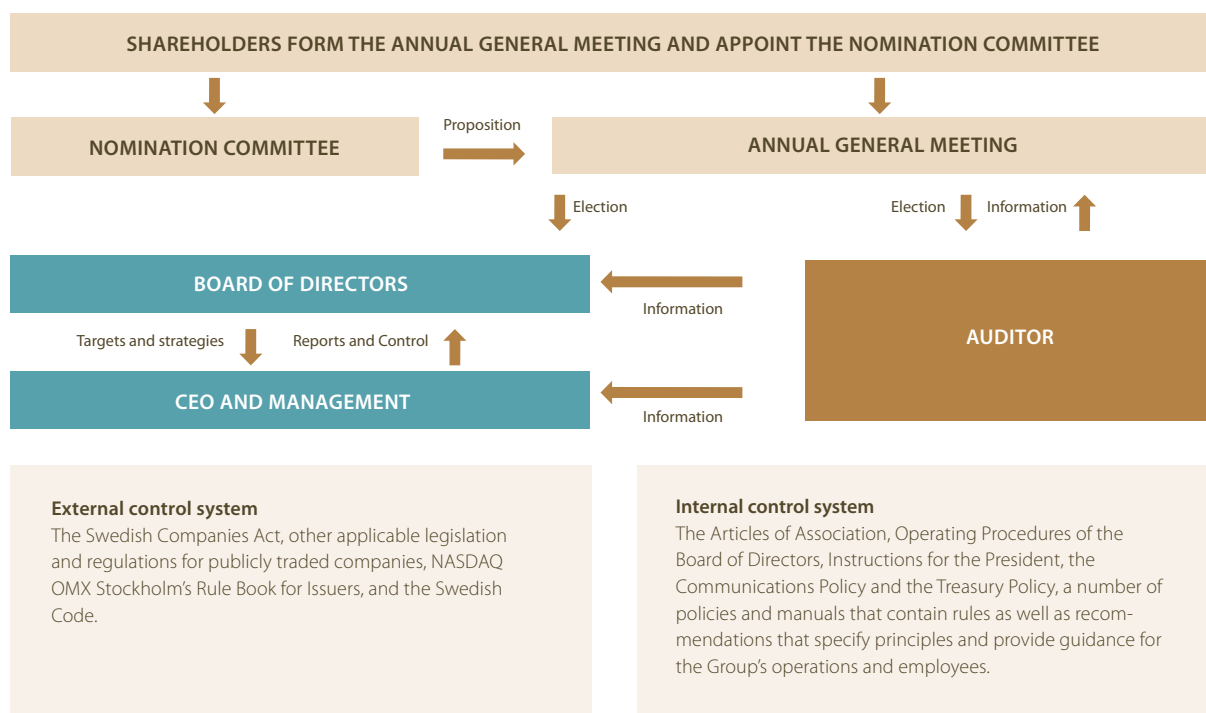 SHAREHOLDERS FORM THE ANNUAL GENERAL MEETING AND APPOINT THE NOMINATION COMMITTEE
NOMINATION COMMITTEE
Proposition
ANNUAL GENERAL MEETING
Election
Election
Information
BOARD OF DIRECTORS
Information
AUDITOR
Targets and strategies
Reports and Control
CEO AND MANAGEMENT
Information
External control system
The Swedish Companies Act, other applicable legislation
and regulations for publicly traded companies, NASDAQ
OMX Stockholm’s Rule Book for Issuers, and the Swedish
Code.
Internal control system
The Articles of Association, Operating Procedures of the
Board of Directors, Instructions for the President, the
Communications Policy and the Treasury Policy, a number of
policies and manuals that contain rules as well as recom-
mendations that specify principles and provide guidance for
the Group’s operations and employees.